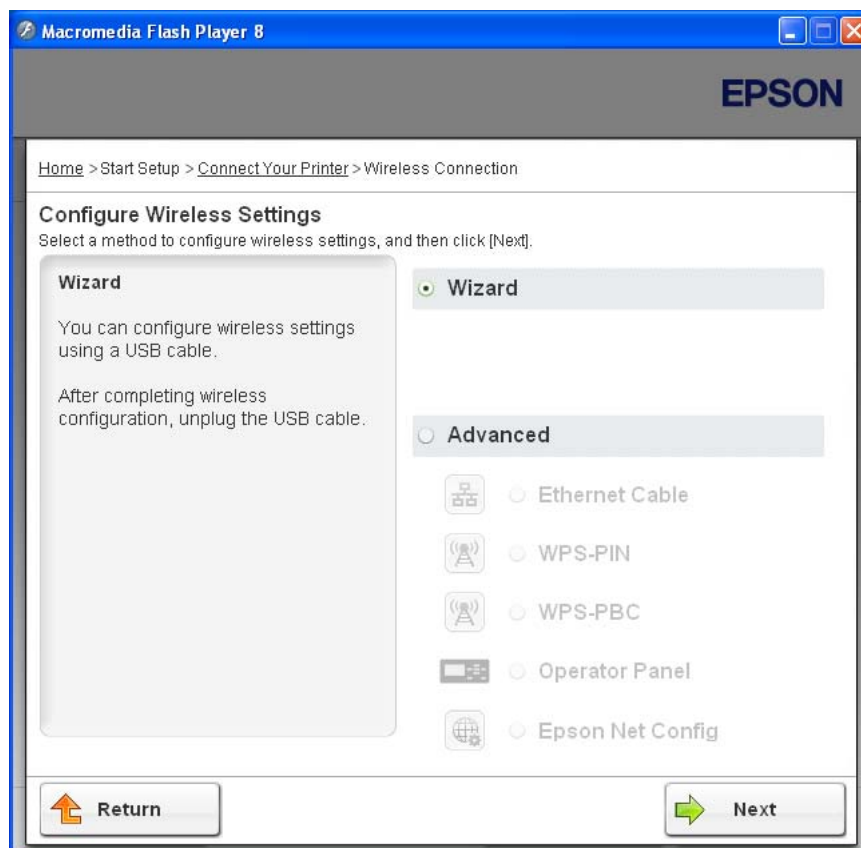 Macromedia Flash Player 8
EPSON
Home > Start Setup > Connect Your Printer > Wireless Connection
Configure Wireless Settings
Select a method to configure wireless settings, and then click [Next].
Wizard
You can configure wireless settings
using a USB cable.
After completing wireless
configuration, unplug the USB cable.
Wizard
Advanced
Ethernet Cable
WPS-PIN
WPS-PBC
Operator Panel
Epson Net Config
Return
Next